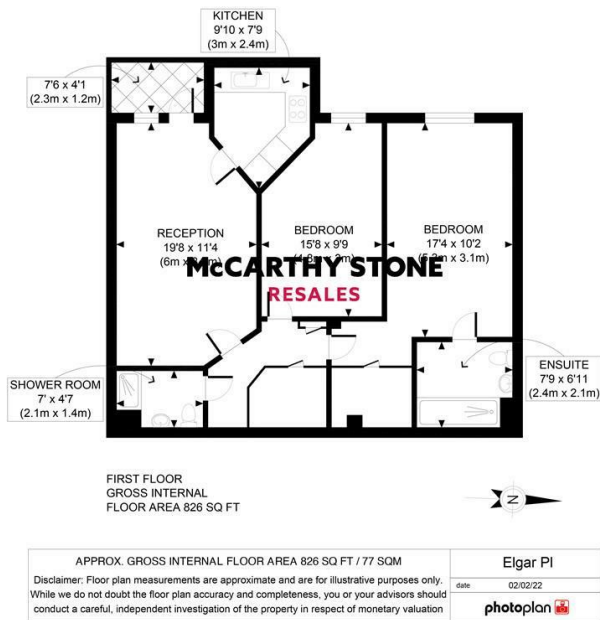 KITCHEN
9'10 x 7'9
(3m x 2.4m)
7'6 x 4'1
(2.3m x 1.2m)
RECEPTION
19'8 x 11'4
(6m x
BEDROOM
15'8 x 9'9
BEDROOM
17'4 x 10'2
x 3.1m)
McCARTHY STONE
RESALES
SHOWER ROOM
7' x 4'7
(2.1m x 1.4m)
ENSUITE
7'9 x 6'11
(2.4m x 2.1m)
FIRST FLOOR
GROSS INTERNAL
FLOOR AREA 826 SQ FT
N
APPROX. GROSS INTERNAL FLOOR AREA 826 SQ FT / 77 SQM
Disclaimer: Floor plan measurements are approximate and are for illustrative purposes only.
While we do not doubt the floor plan accuracy and completeness, you or your advisors should
conduct a careful, independent investigation of the property in respect of monetary valuation
Elgar Pl
date 02/02/22
photoplan